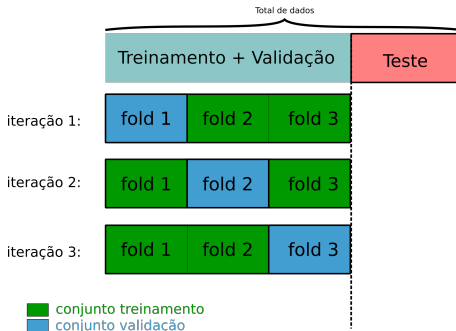 Total de dados
Treinamento + Validação Teste
iteração 1: fold 1 fold 2 fold 3
iteração 2: fold 1 fold 2 fold 3
iteração 3: fold 1 fold 2 fold 3
conjunto treinamento
conjunto validação